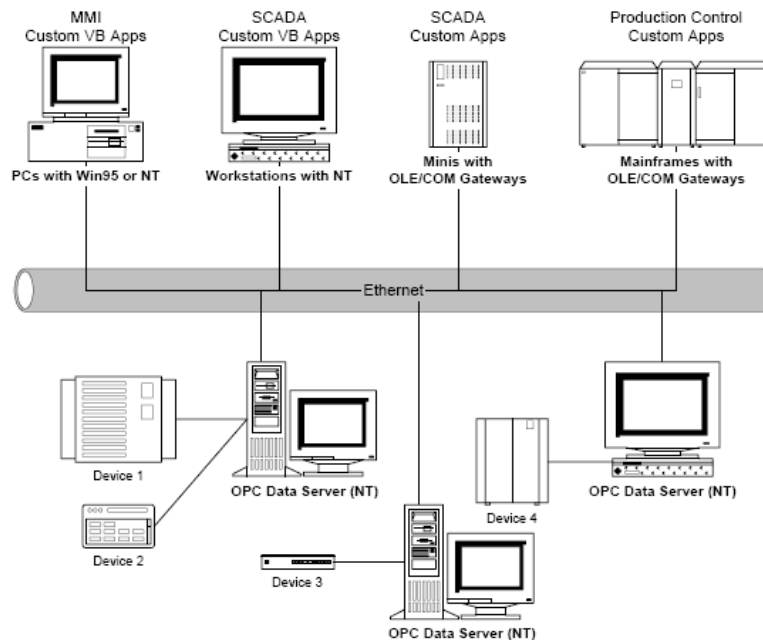 MMI
Custom VB Apps
SCADA
Custom VB Apps
SCADA
Custom Apps
Production Control
Custom Apps
PCs with Win95 or NT
Workstations with NT
Minis with
OLE/COM Gateways
Mainframes with
OLE/COM Gateways
Ethernet
Device 1
OPC Data Server (NT)
Device 2
Device 4
OPC Data Server (NT)
Device 3
OPC Data Server (NT)